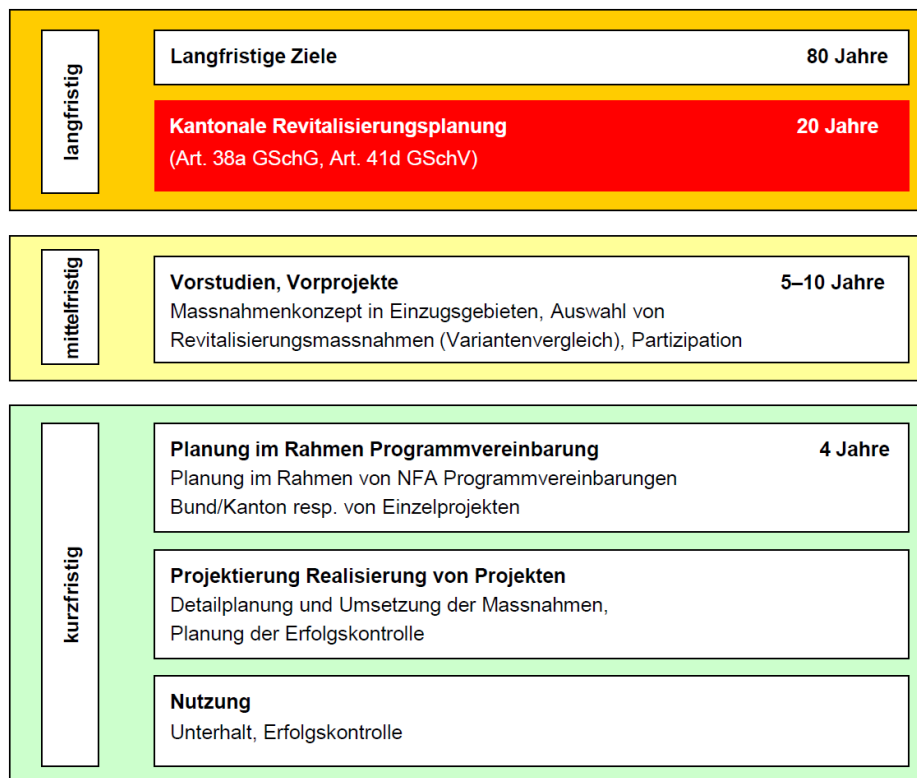 langfristig
Langfristige Ziele 80 Jahre
Kantonale Revitalisierungsplanung 20 Jahre
(Art. 38a GSchG, Art. 41d GSchV)
mittelfristig
Vorstudien, Vorprojekte 5–10 Jahre
Massnahmenkonzept in Einzugsgebieten, Auswahl von
Revitalisierungsmassnahmen (Variantenvergleich), Partizipation
kurzfristig
Planung im Rahmen Programmvereinbarung 4 Jahre
Planung im Rahmen von NFA Programmvereinbarungen
Bund/Kanton resp. von Einzelprojekten
Projektierung Realisierung von Projekten
Detailplanung und Umsetzung der Massnahmen,
Planung der Erfolgskontrolle
Nutzung
Unterhalt, Erfolgskontrolle